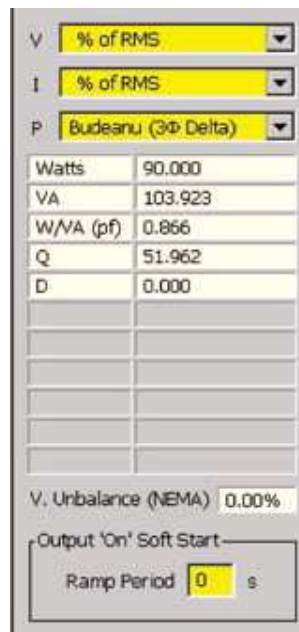 V % of RMS
I % of RMS
P Budeanu (3Φ Delta)
Watts 90.000
VA 103.923
W/VA (pf) 0.866
Q 51.962
D 0.000
V. Unbalance (NEMA) 0.00%
Output 'On' Soft Start
Ramp Period 0 s